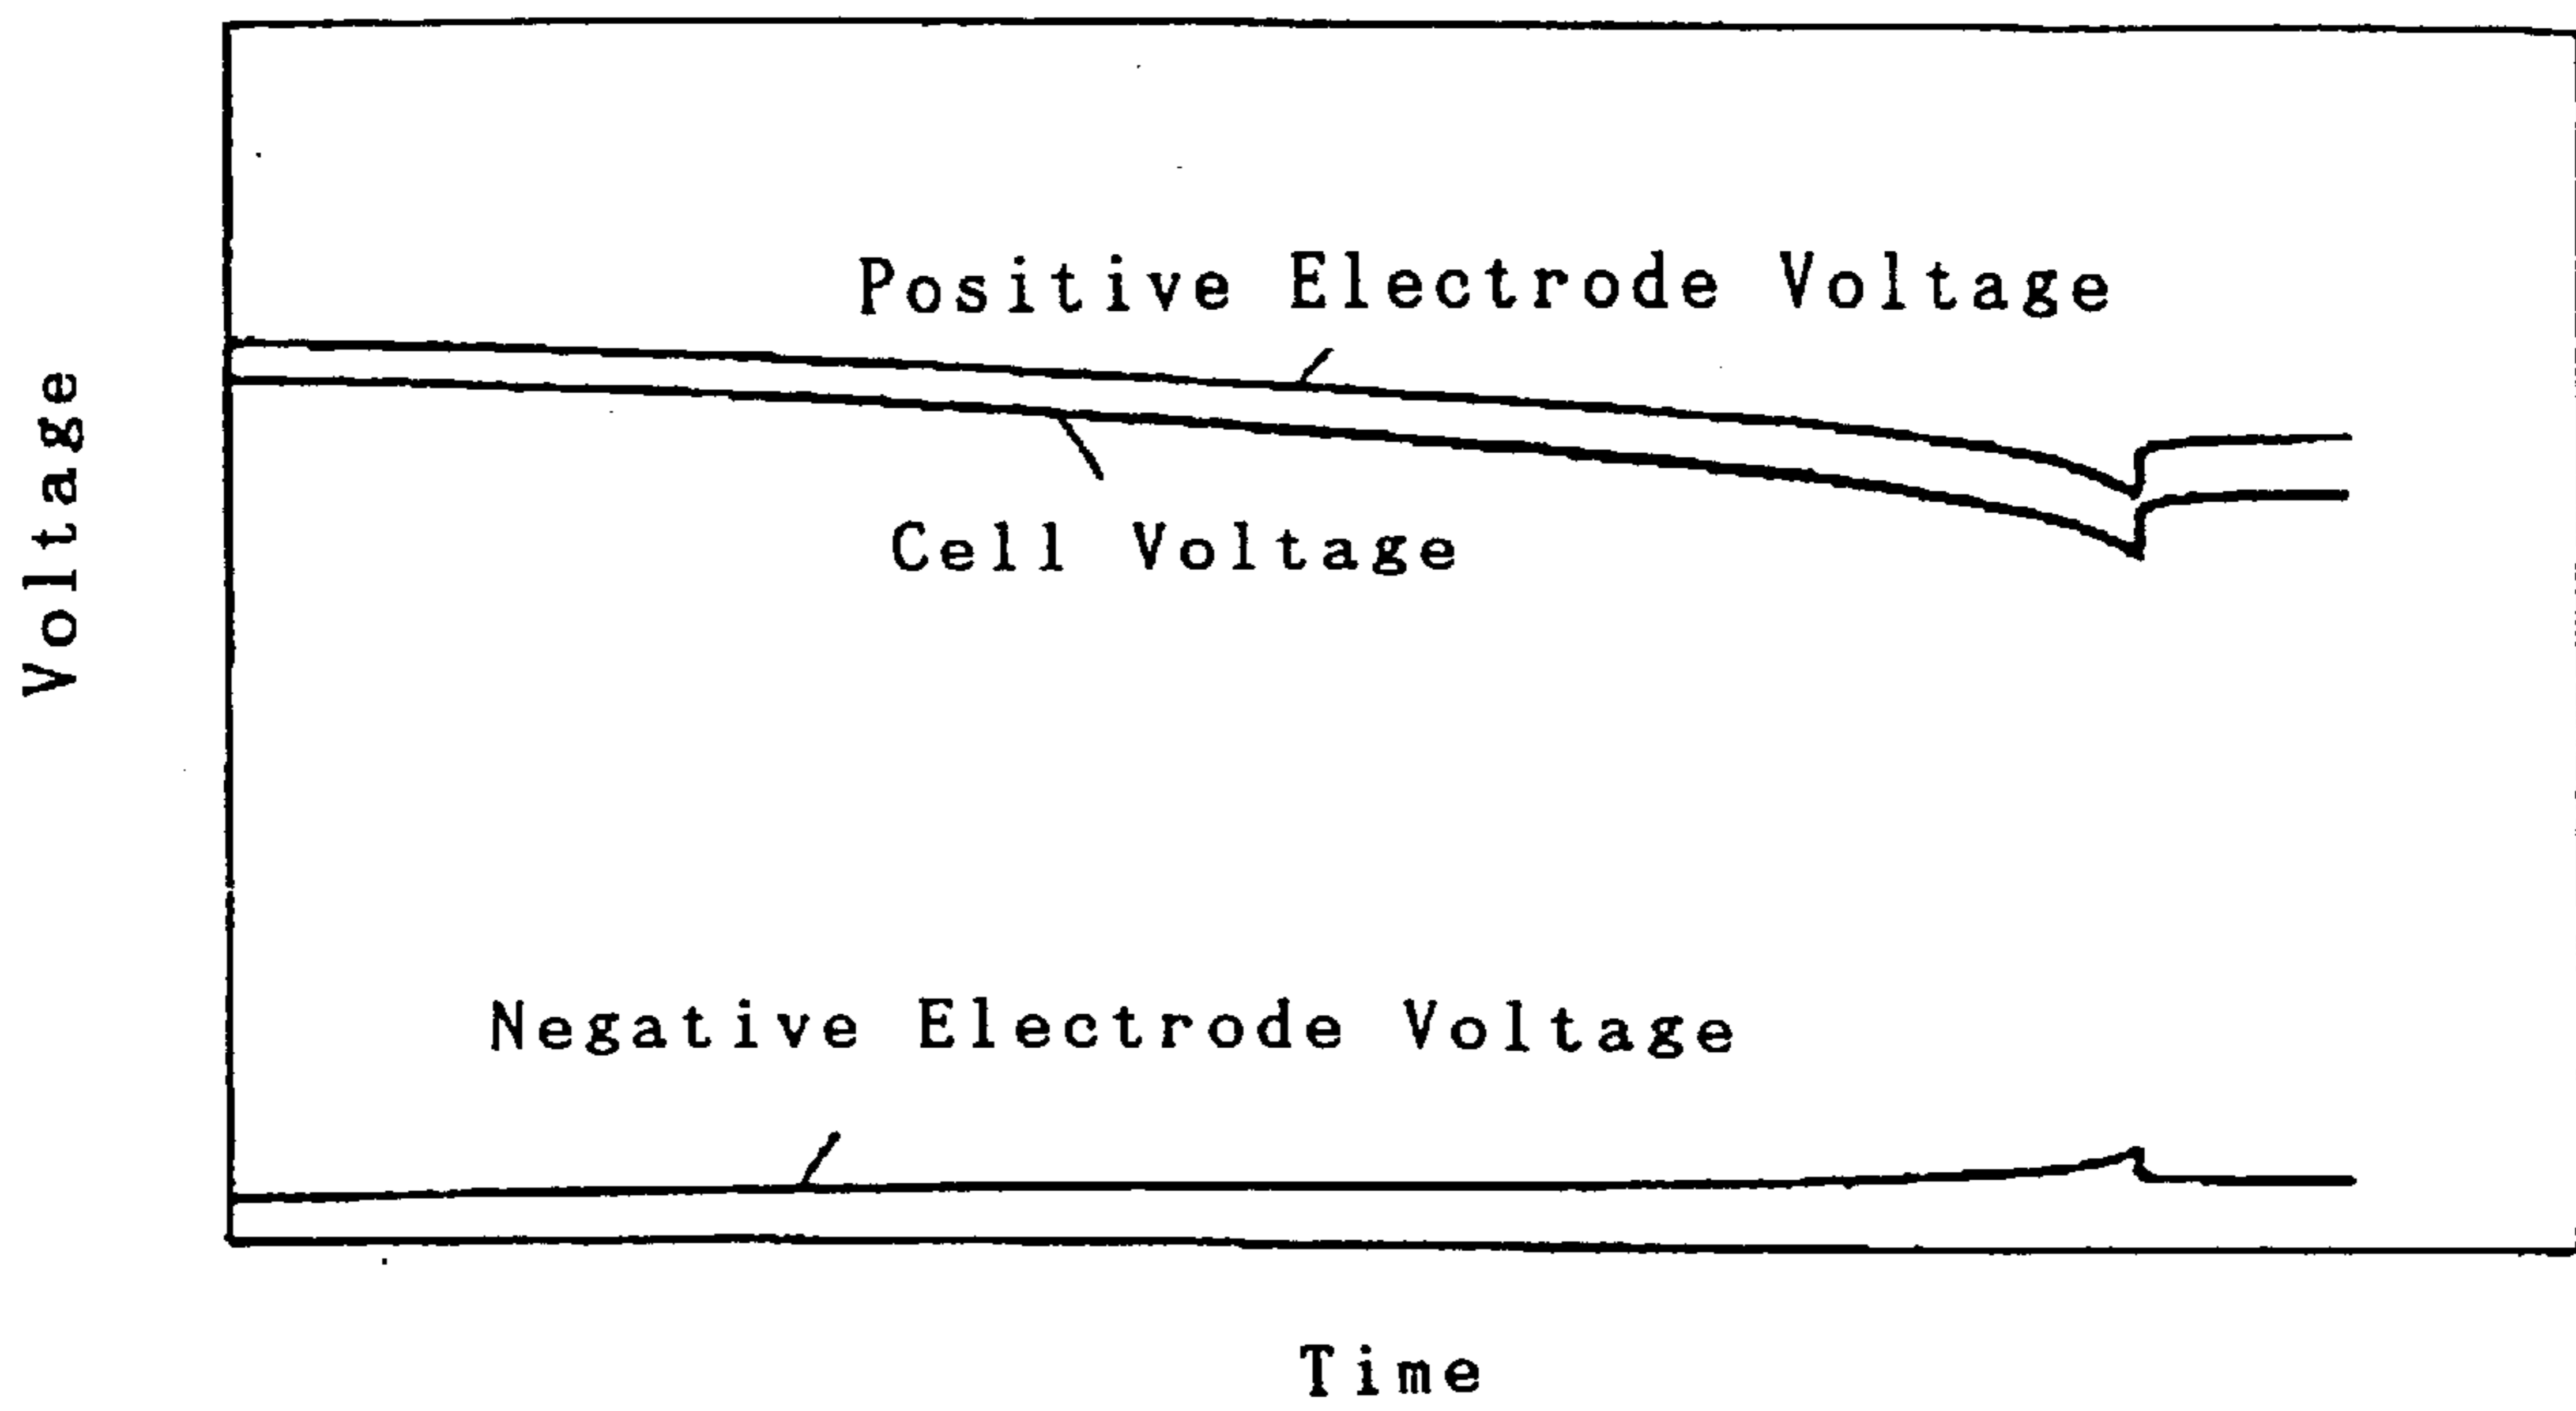 Positive Electrode Voltage
Voltage
Cell Voltage
Negative Electrode Voltage
Time